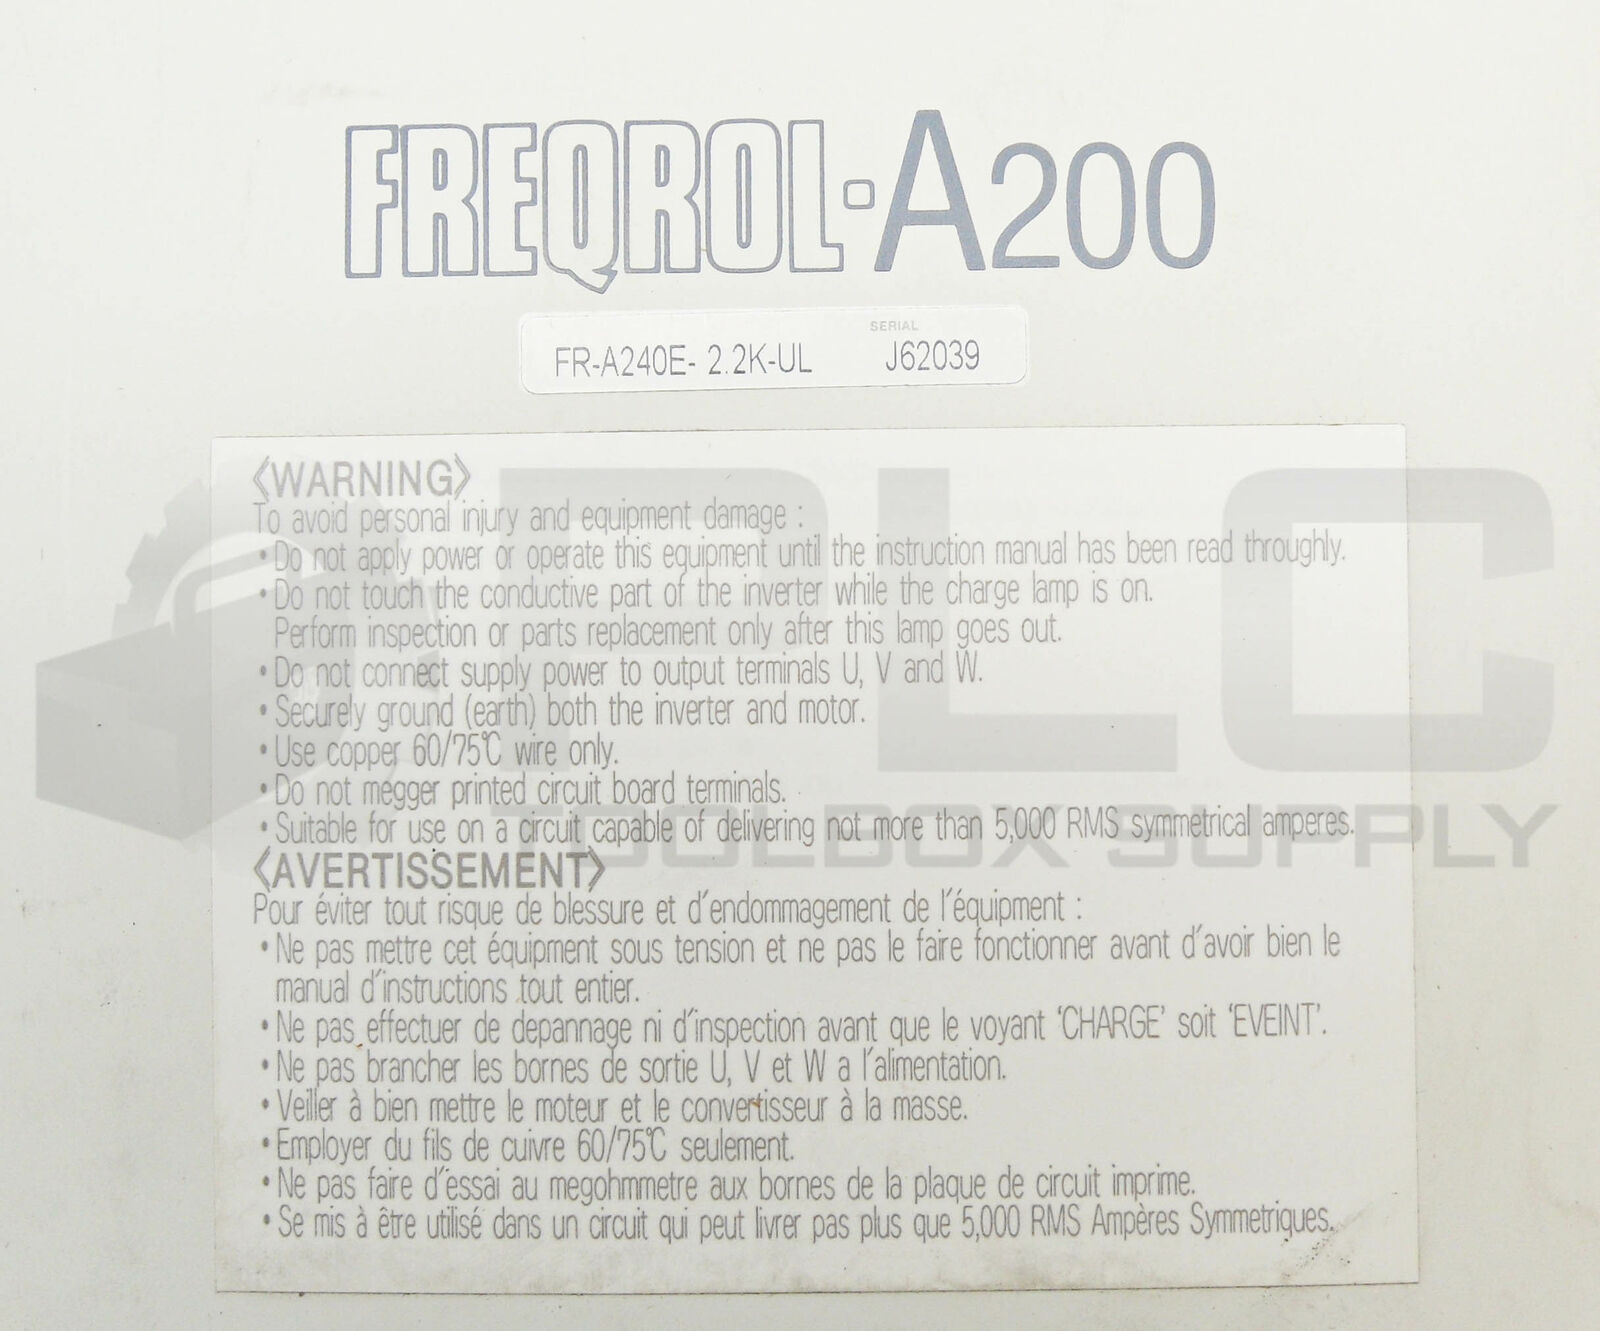 FREQROL-A200
SERIAL
FR-A240E- 2.2K-UL J62039
〈WARNING〉
To avoid personal injury and equipment damage :
• Do not apply power or operate this equipment until the instruction manual has been read throughly.
• Do not touch the conductive part of the inverter while the charge lamp is on.
Perform inspection or parts replacement only after this lamp goes out.
• Do not connect supply power to output terminals U, V and W.
• Securely ground (earth) both the inverter and motor.
• Use copper 60/75℃ wire only.
• Do not megger printed circuit board terminals.
• Suitable for use on a circuit capable of delivering not more than 5,000 RMS symmetrical amperes.
〈AVERTISSEMENT〉
Pour éviter tout risque de blessure et d'endommagement de l'équipment :
• Ne pas mettre cet équipment sous tension et ne pas le faire fonctionner avant d'avoir bien le
manual d'instructions tout entier.
• Ne pas effectuer de depannage ni d'inspection avant que le voyant 'CHARGE' soit 'EVEINT'.
• Ne pas brancher les bornes de sortie U, V et W a l'alimentation.
• Veiller à bien mettre le moteur et le convertisseur à la masse.
• Employer du fils de cuivre 60/75℃ seulement.
• Ne pas faire d'essai au megohmmetre aux bornes de la plaque de circuit imprime.
• Se mis à être utilisé dans un circuit qui peut livrer pas plus que 5,000 RMS Ampères Symmetriques.
PLC
TOOLBOX SUPPLY